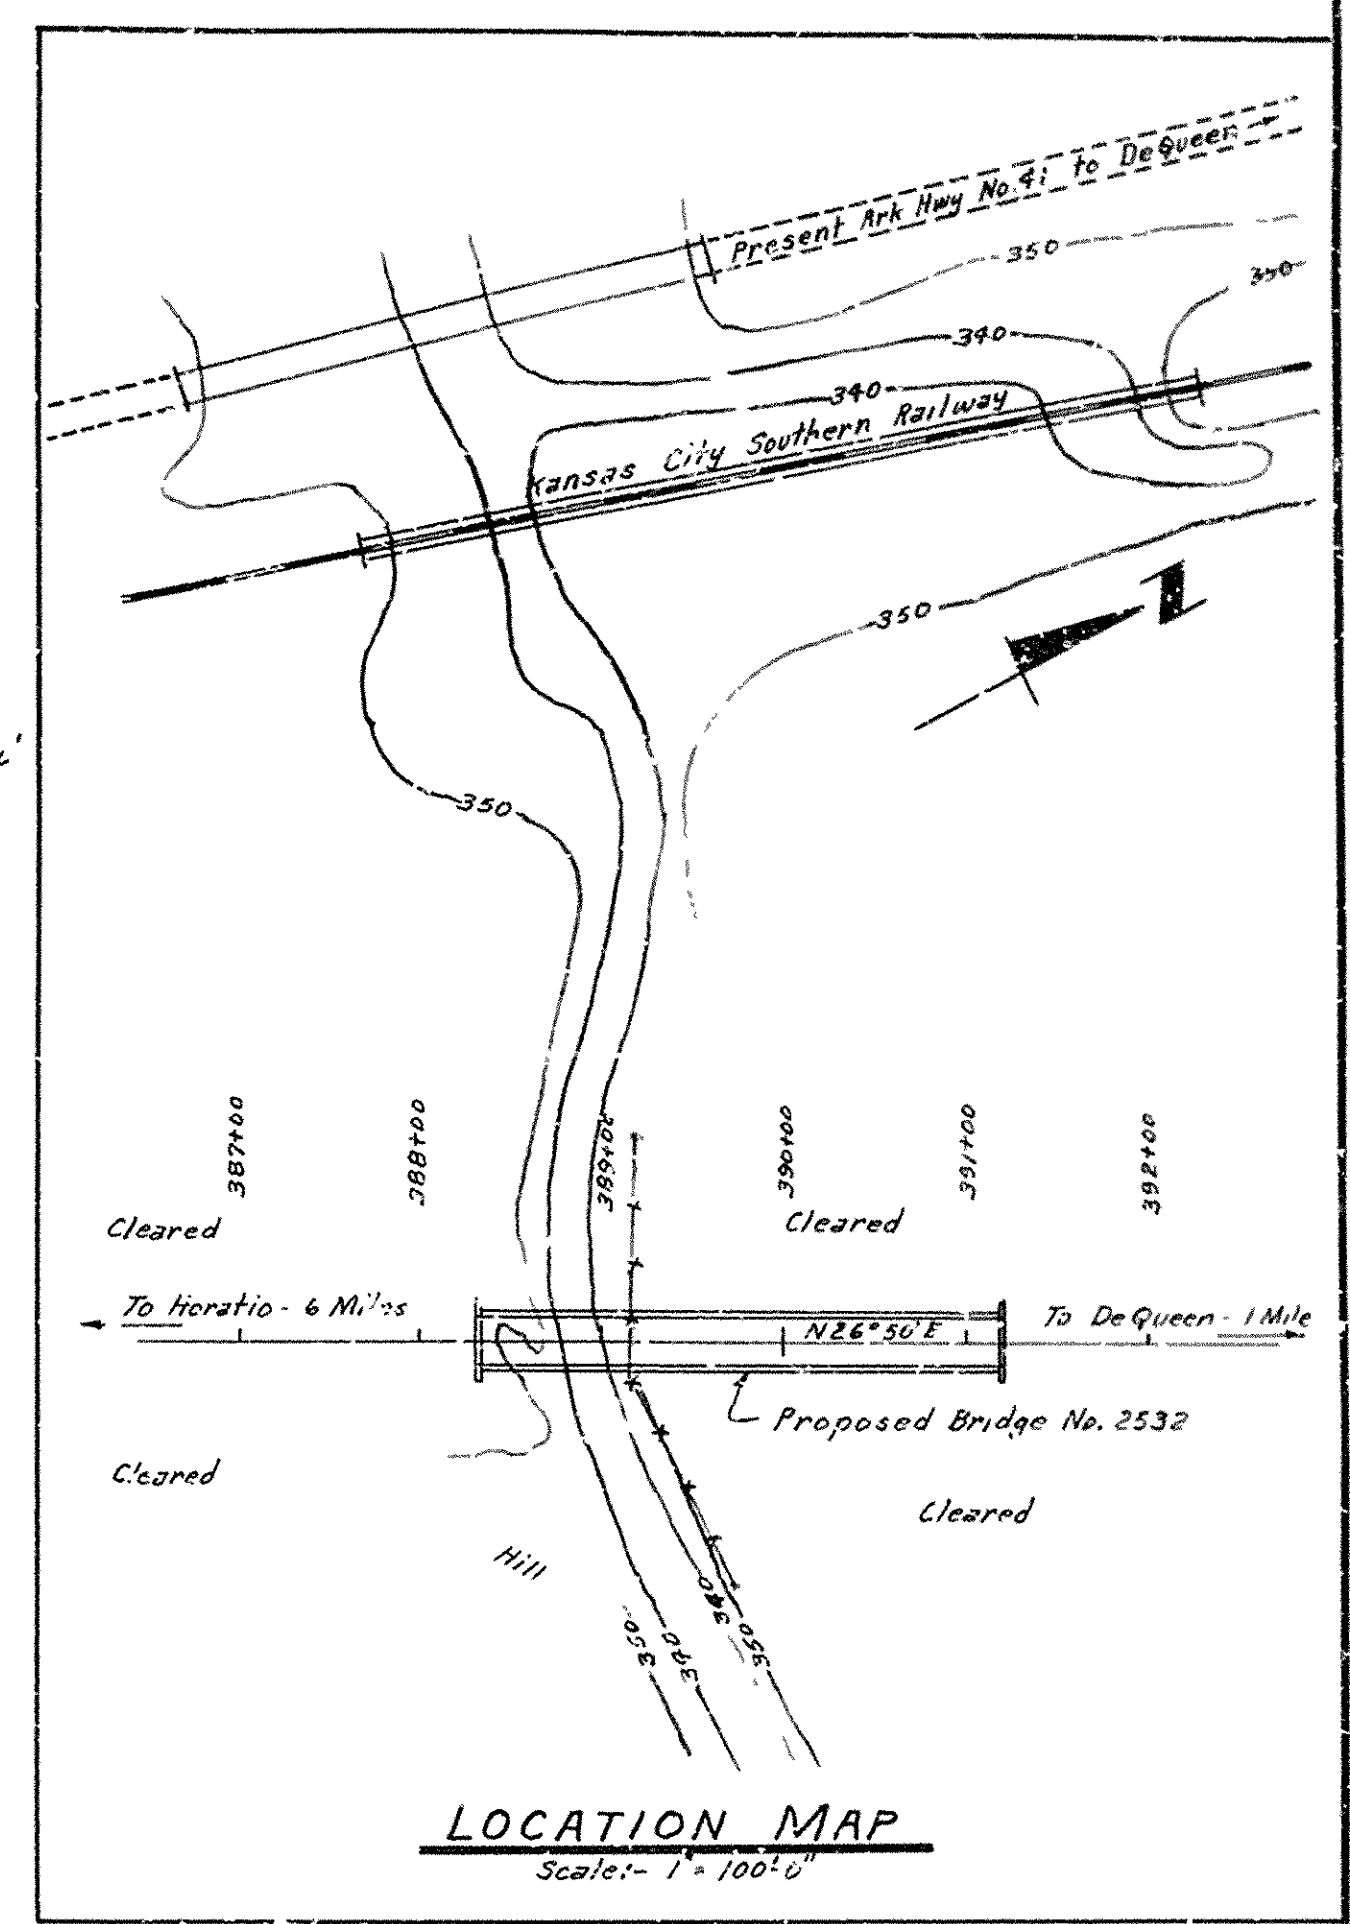 Present Ark Hwy No. 41 to DeQueen
350
350
340
340
Kansas City Southern Railway
350
N
350
387+00
388+00
389+00
390+00
391+00
392+00
Cleared
Cleared
To Horatio - 6 Miles
N26°50'E
To DeQueen - 1 Mile
Proposed Bridge No. 2532
Cleared
Cleared
Hill
340
350
340
350
LOCATION MAP
Scale:- 1" = 100'-0"